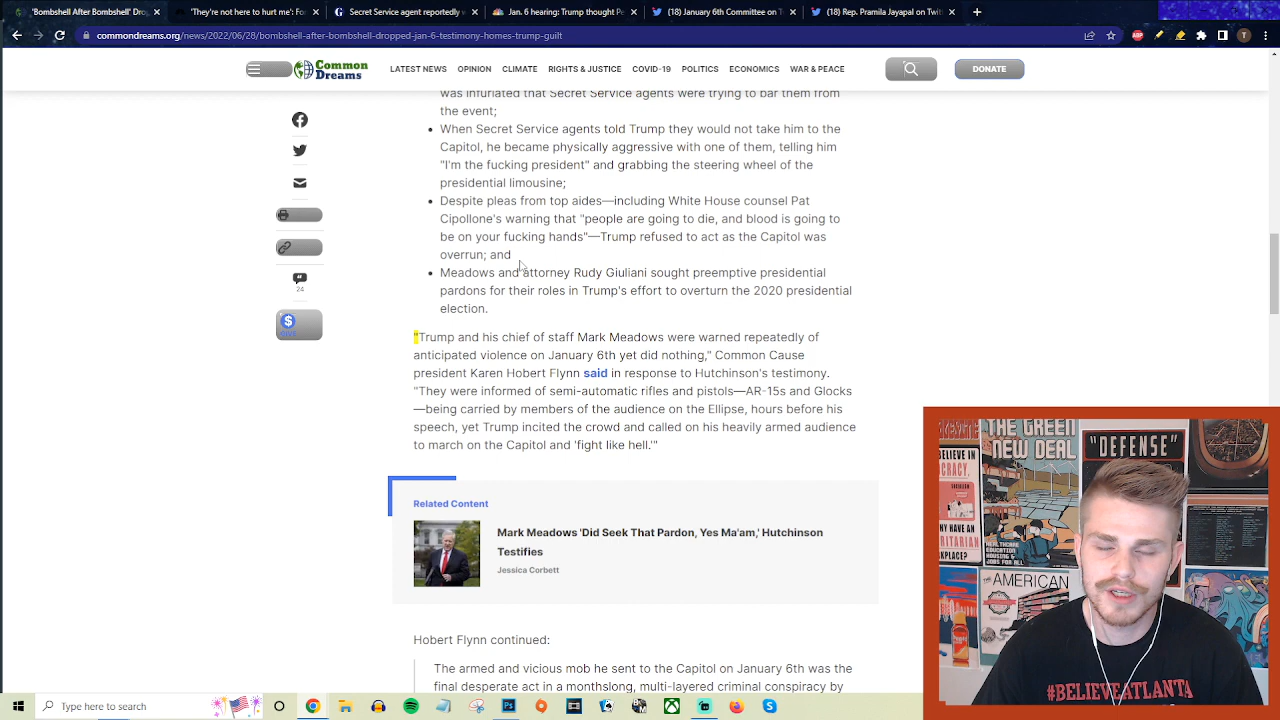 'Bombshell After Bombshell' Drop
'They're not here to hurt me': Fo
Secret Service agent reportedly v
Jan. 6 hearing: Trump thought Pe
(18) January 6th Committee on T
(18) Rep. Pramila Jayapal on Twit
commondreams.org/news/2022/06/28/bombshell-after-bombshell-dropped-jan-6-testimony-homes-trump-guilt
Common Dreams
LATEST NEWS OPINION CLIMATE RIGHTS & JUSTICE COVID-19 POLITICS ECONOMICS WAR & PEACE
DONATE
was infuriated that Secret Service agents were trying to bar them from
the event;
When Secret Service agents told Trump they would not take him to the
Capitol, he became physically aggressive with one of them, telling him
"I'm the fucking president" and grabbing the steering wheel of the
presidential limousine;
Despite pleas from top aides—including White House counsel Pat
Cipollone's warning that "people are going to die, and blood is going to
be on your fucking hands"—Trump refused to act as the Capitol was
overrun; and
Meadows and attorney Rudy Giuliani sought preemptive presidential
pardons for their roles in Trump's effort to overturn the 2020 presidential
election.
24
"Trump and his chief of staff Mark Meadows were warned repeatedly of
anticipated violence on January 6th yet did nothing," Common Cause
president Karen Hobert Flynn said in response to Hutchinson's testimony.
"They were informed of semi-automatic rifles and pistols—AR-15s and Glocks
—being carried by members of the audience on the Ellipse, hours before his
speech, yet Trump incited the crowd and called on his heavily armed audience
to march on the Capitol and 'fight like hell.'"
Related Content
Mark Meadows 'Did Seek That Pardon, Yes Ma'am,' Hutchinson
Testifies
Jessica Corbett
Hobert Flynn continued:
The armed and vicious mob he sent to the Capitol on January 6th was the
final desperate act in a monthslong, multi-layered criminal conspiracy by
THE GREEN
NEW DEAL
"DEFENSE"
BELIEVE IN
HEALTHCARE
EDUCATION
HOUSING &
JOBS FOR ALL
THE AMERICAN
#BELIEVEATLANTA
Type here to search